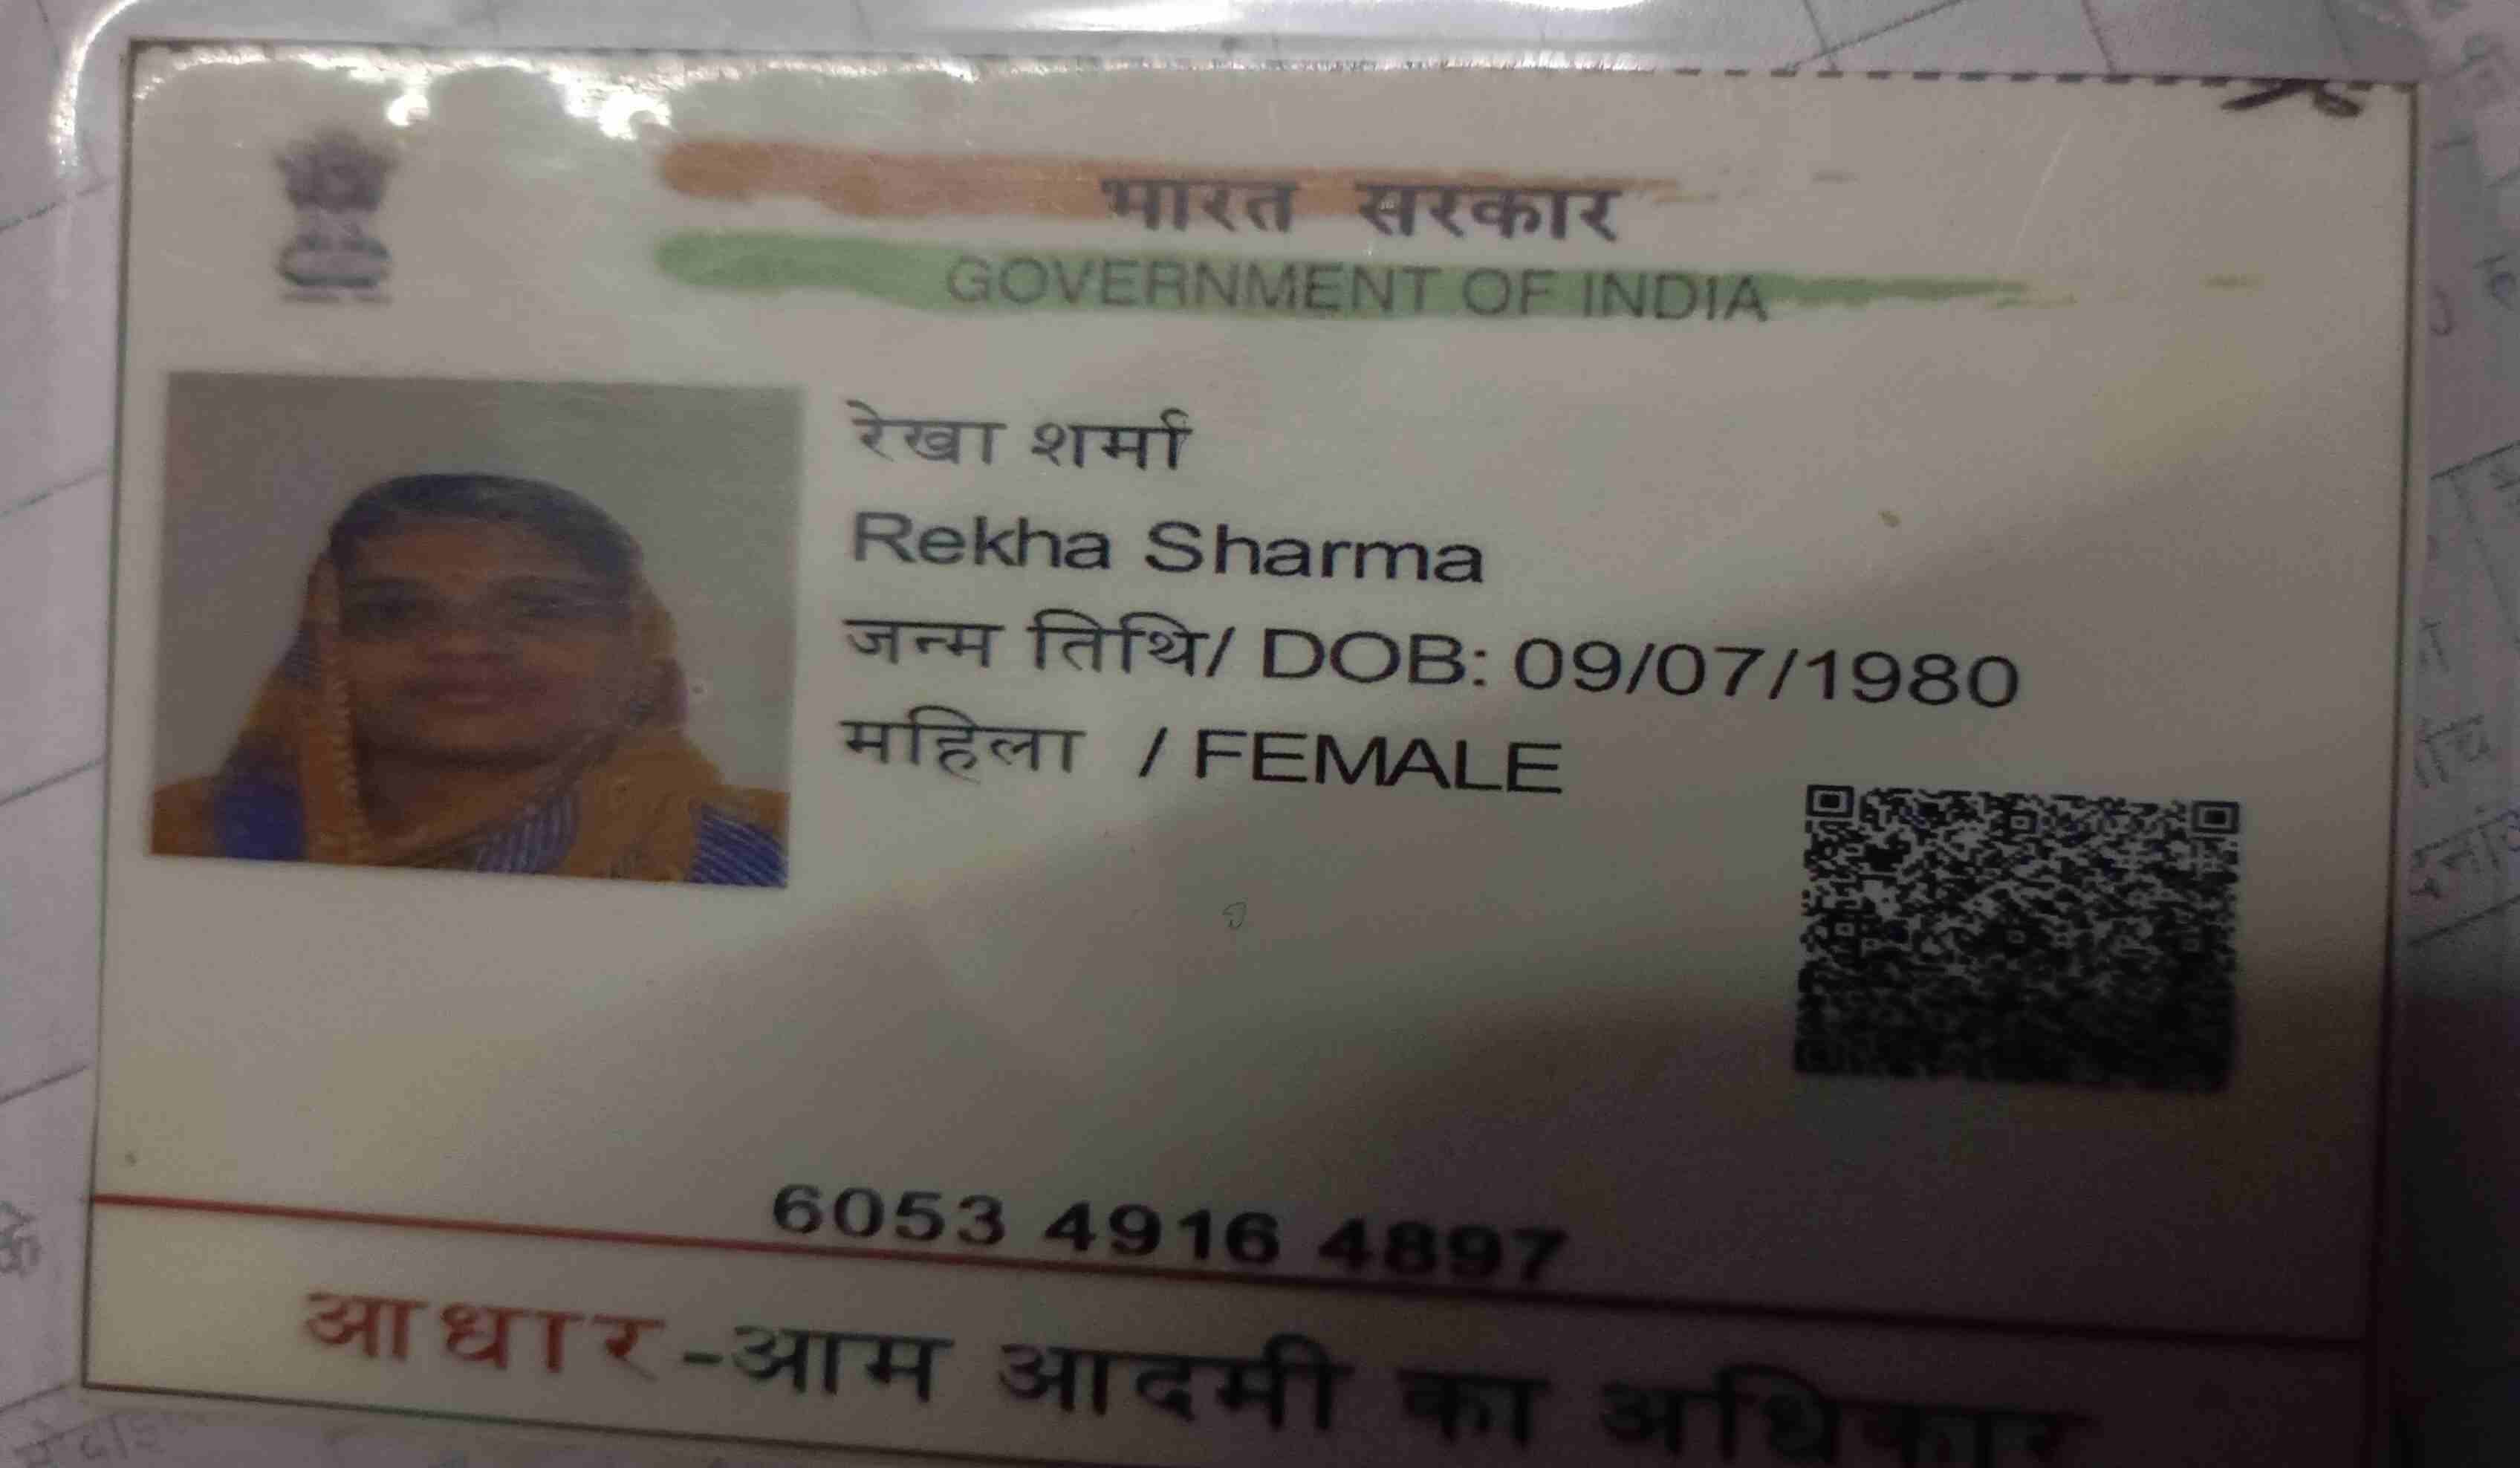 भारत सरकार
GOVERNMENT OF INDIA
रेखा शर्मा
Rekha Sharma
जन्म तिथि/ DOB: 09/07/1980
महिला / FEMALE
6053 4916 4897
आधार-आम आदमी का अधिकार